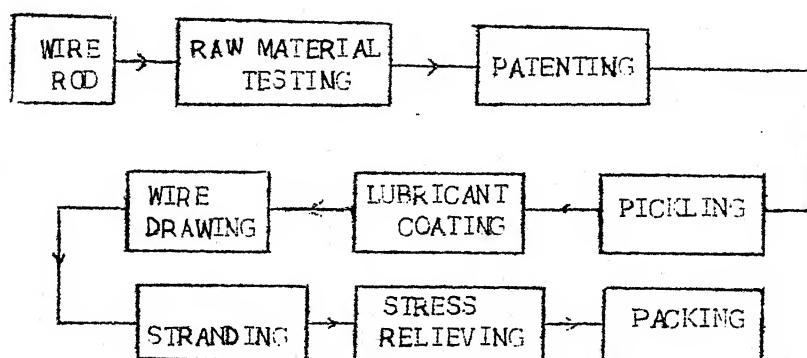 WIRE
ROD
RAW MATERIAL
TESTING
PATENTING
PICKLING
LUBRICANT
COATING
WIRE
DRAWING
STRANDING
STRESS
RELIEVING
PACKING